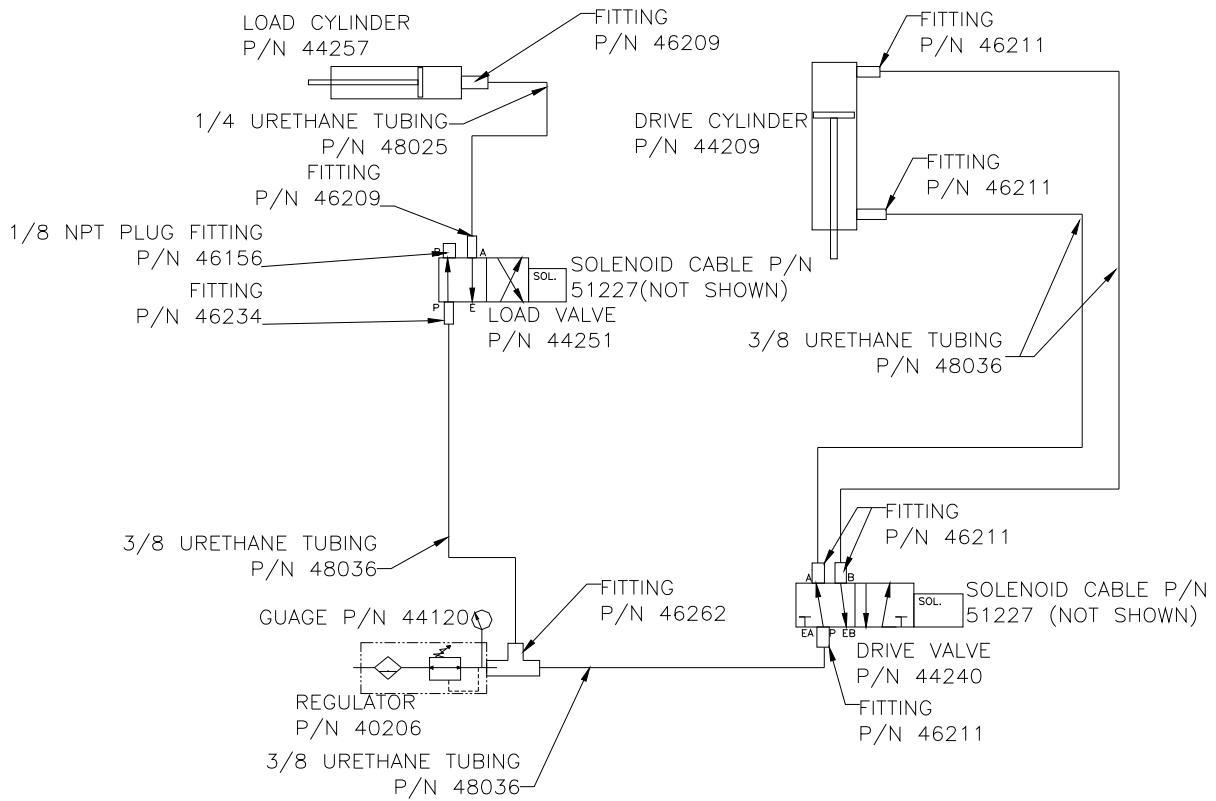 LOAD CYLINDER
P/N 44257
FITTING
P/N 46209
FITTING
P/N 46211
1/4 URETHANE TUBING
P/N 48025
DRIVE CYLINDER
P/N 44209
FITTING
P/N 46209
FITTING
P/N 46211
1/8 NPT PLUG FITTING
P/N 46156
B
A
SOL.
SOLENOID CABLE P/N
51227(NOT SHOWN)
FITTING
P/N 46234
P
E
LOAD VALVE
P/N 44251
3/8 URETHANE TUBING
P/N 48036
3/8 URETHANE TUBING
P/N 48036
FITTING
P/N 46211
A
B
SOL.
SOLENOID CABLE P/N
51227 (NOT SHOWN)
EA
P
EB
DRIVE VALVE
P/N 44240
FITTING
P/N 46211
GUAGE P/N 44120
FITTING
P/N 46262
REGULATOR
P/N 40206
3/8 URETHANE TUBING
P/N 48036